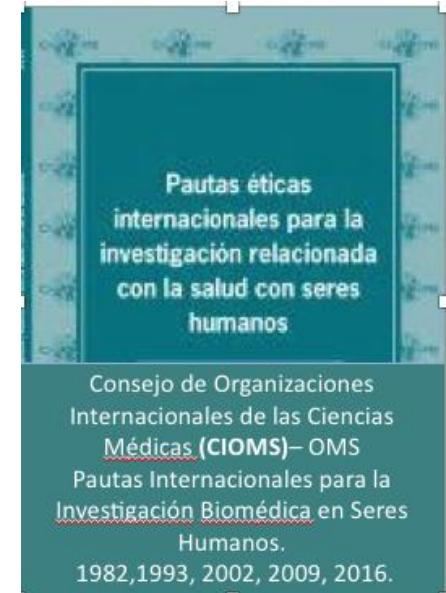 Pautas éticas
internacionales para la
investigación relacionada
con la salud con seres
humanos
Consejo de Organizaciones
Internacionales de las Ciencias
Médicas (CIOMS)– OMS
Pautas Internacionales para la
Investigación Biomédica en Seres
Humanos.
1982,1993, 2002, 2009, 2016.